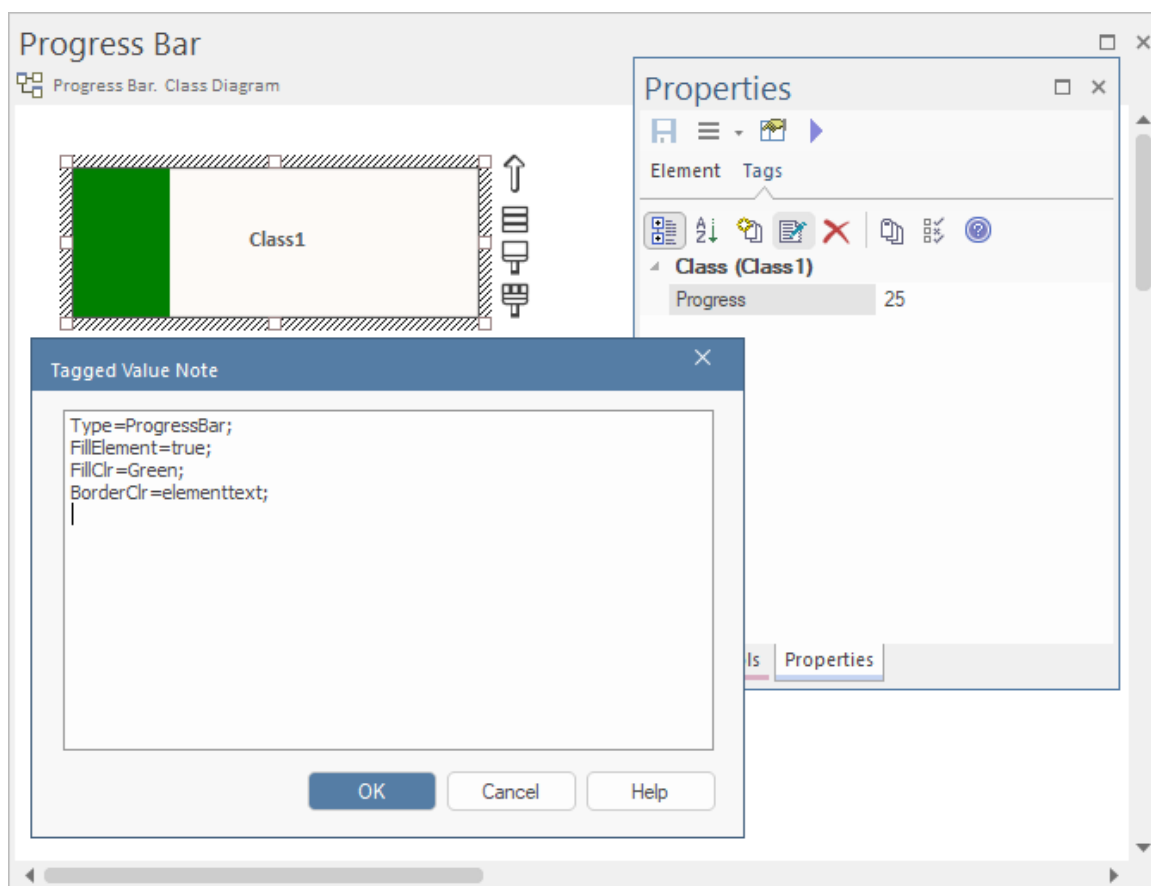 Progress Bar
Progress Bar. Class Diagram
Class1
Properties
Element Tags
Class (Class1)
Progress 25
ls Properties
Tagged Value Note
Type=ProgressBar;
FillElement=true;
FillClr=Green;
BorderClr=elementtext;
OK Cancel Help